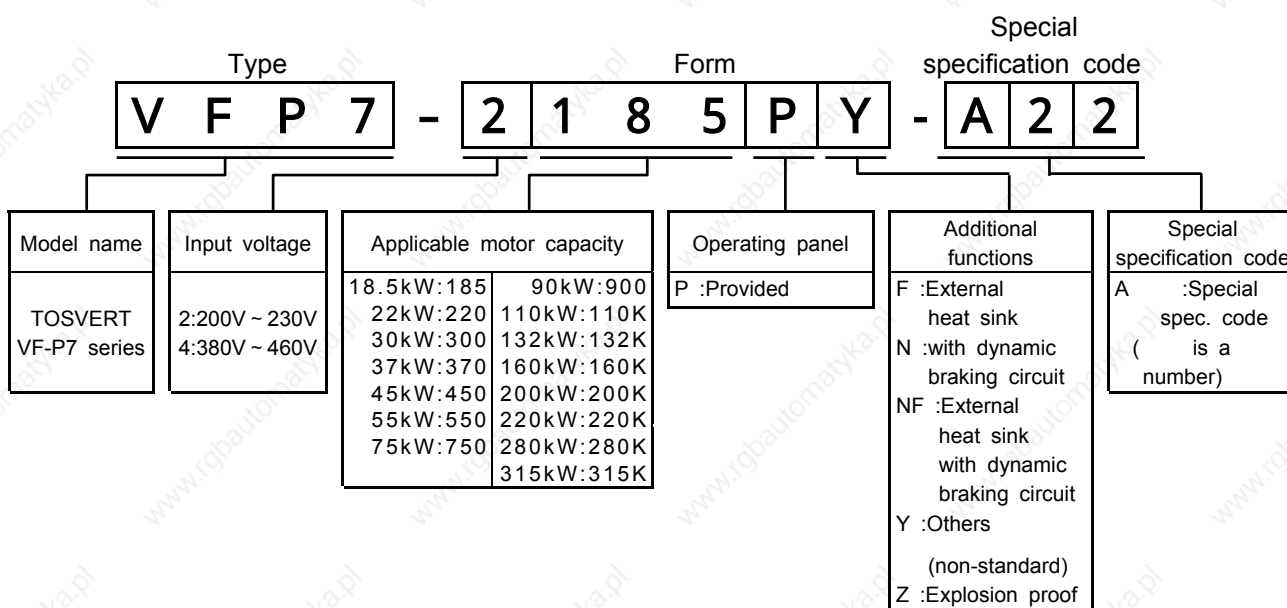 Special
Type Form specification code
V F P 7 - 2 1 8 5 P Y - A 2 2
Model name
TOSVERT
VF-P7 series
Input voltage
2:200V ~ 230V
4:380V ~ 460V
Applicable motor capacity
18.5kW:185 90kW:900
22kW:220 110kW:110K
30kW:300 132kW:132K
37kW:370 160kW:160K
45kW:450 200kW:200K
55kW:550 220kW:220K
75kW:750 280kW:280K
315kW:315K
Operating panel
P :Provided
Additional
functions
F :External
heat sink
N :with dynamic
braking circuit
NF :External
heat sink
with dynamic
braking circuit
Y :Others
(non-standard)
Z :Explosion proof
Special
specification code
A :Special
spec. code
( is a
number)
www.rgbautomatyka.pl